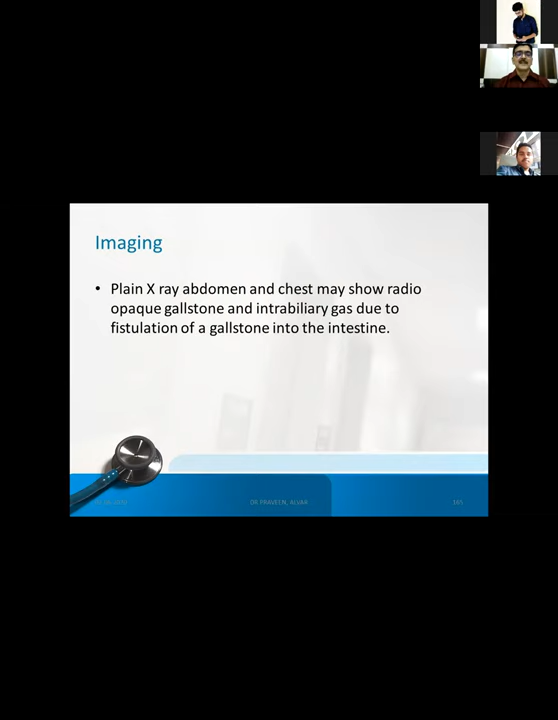 Imaging
• Plain X ray abdomen and chest may show radio
opaque gallstone and intrabiliary gas due to
fistulation of a gallstone into the intestine.
DR.PRAVEEN, ALVAR
165